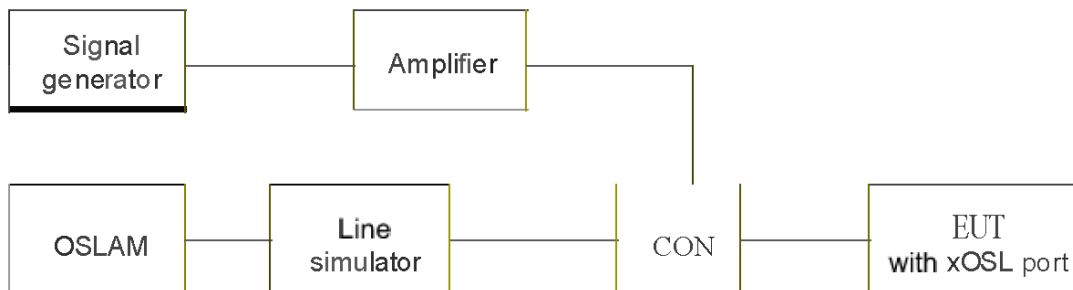 Signal
generator
Amplifier
OSLAM
Line
simulator
CON
EUT
with xOSL port